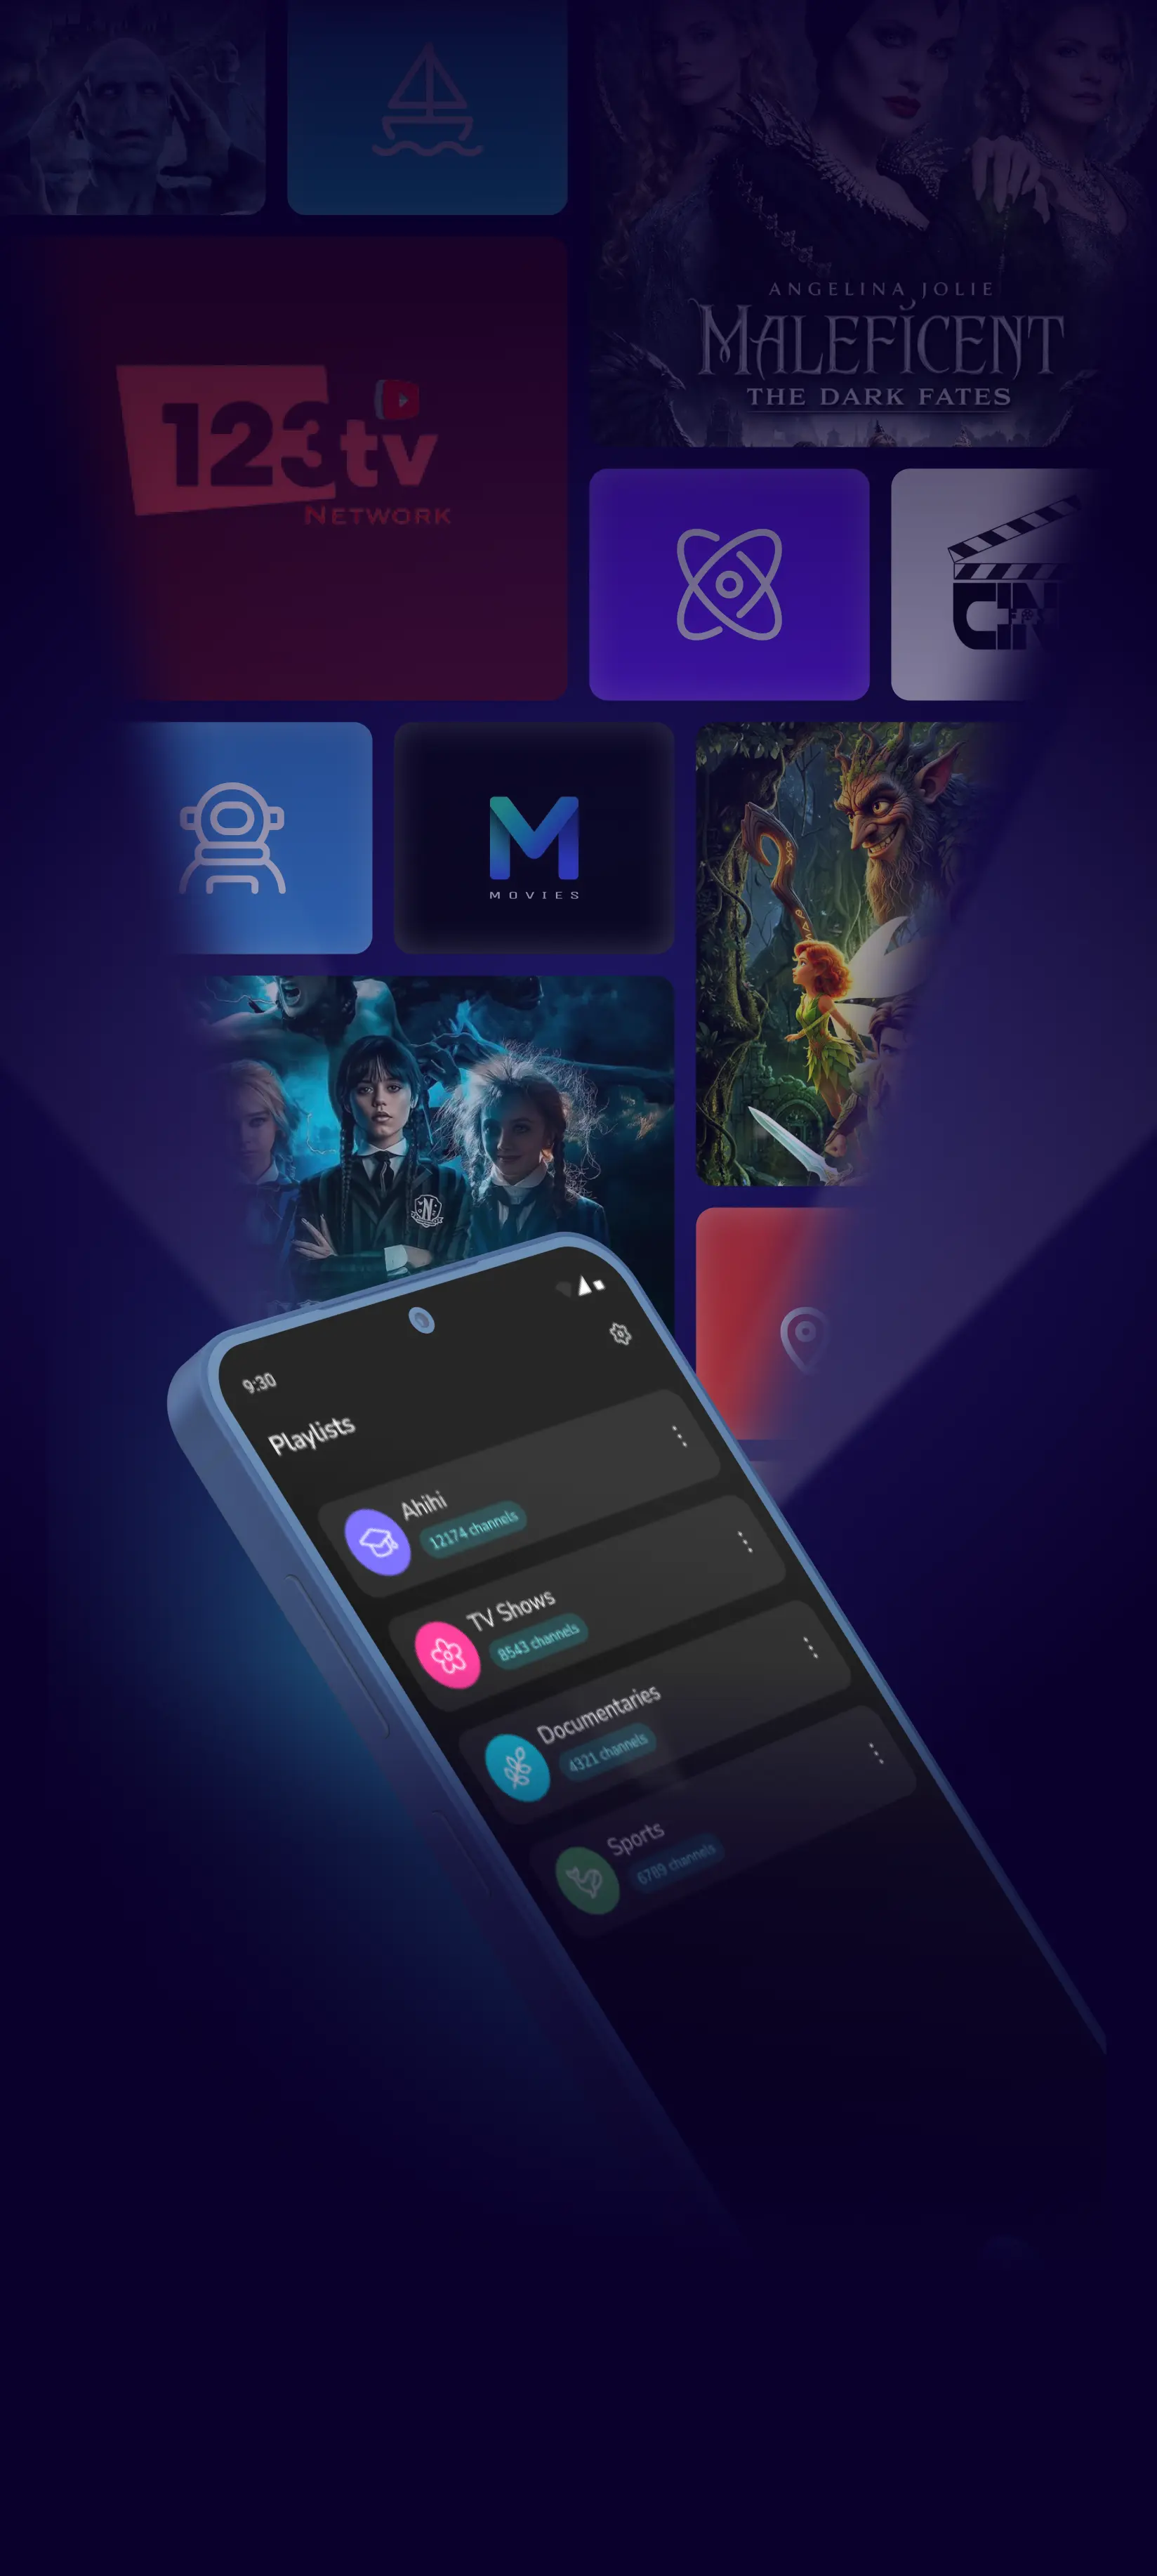 ANGELINA JOLIE
MALEFICENT
THE DARK FATES
123tv
NETWORK
MOVIES
N
9:30
Playlists
Ahihi
12174 channels
TV Shows
8543 channels
Documentaries
4321 channels
Sports
6789 channels